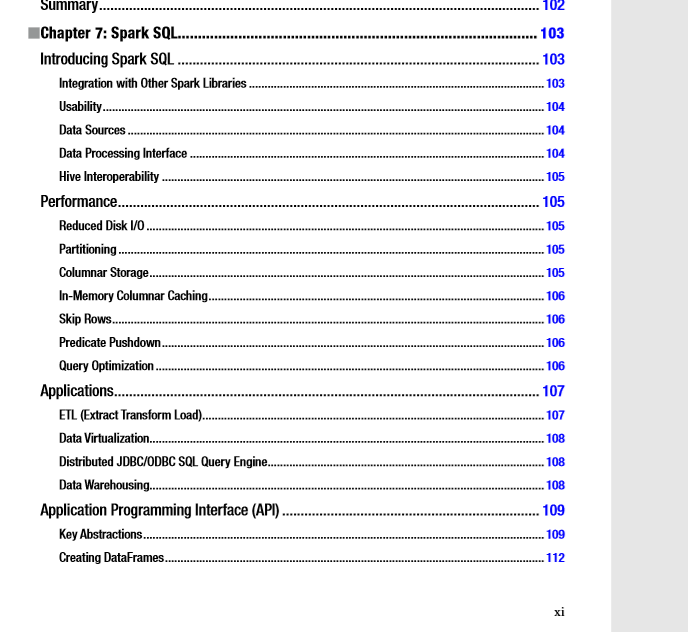 Summary 102
Chapter 7: Spark SQL 103
Introducing Spark SQL 103
Integration with Other Spark Libraries 103
Usability 104
Data Sources 104
Data Processing Interface 104
Hive Interoperability 105
Performance 105
Reduced Disk I/O 105
Partitioning 105
Columnar Storage 105
In-Memory Columnar Caching 106
Skip Rows 106
Predicate Pushdown 106
Query Optimization 106
Applications 107
ETL (Extract Transform Load) 107
Data Virtualization 108
Distributed JDBC/ODBC SQL Query Engine 108
Data Warehousing 108
Application Programming Interface (API) 109
Key Abstractions 109
Creating DataFrames 112
xi